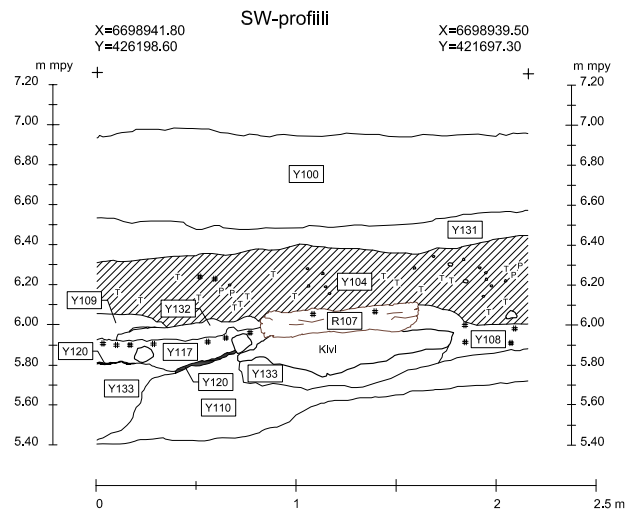 SW-profiili
X=6698941.80
Y=426198.60
X=6698939.50
Y=421697.30
m mpy
m mpy
7.20
7.20
7.00
7.00
6.80
6.80
Y100
6.60
6.60
Y131
6.40
6.40
6.20
6.20
Y104
Y109
Y132
6.00
6.00
R107
Y120
Y117
Klvl
Y108
5.80
5.80
Y133
Y120
Y133
5.60
5.60
Y110
5.40
5.40
0
1
2
2.5 m